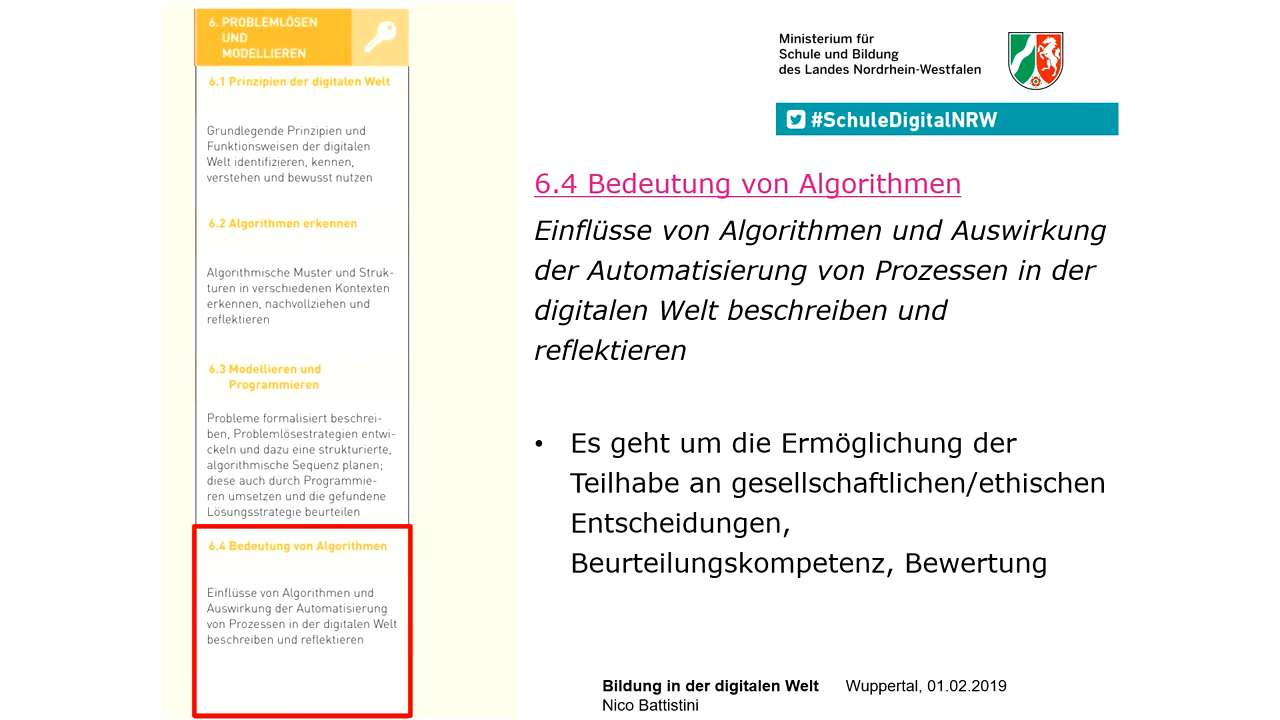 6. PROBLEMLÖSEN
UND
MODELLIEREN
6.1 Prinzipien der digitalen Welt
Grundlegende Prinzipien und
Funktionsweisen der digitalen
Welt identifizieren, kennen,
verstehen und bewusst nutzen
6.2 Algorithmen erkennen
Algorithmische Muster und Struk-
turen in verschiedenen Kontexten
erkennen, nachvollziehen und
reflektieren
6.3 Modellieren und
Programmieren
Probleme formalisiert beschrei-
ben, Problemlösestrategien entwi-
ckeln und dazu eine strukturierte,
algorithmische Sequenz planen;
diese auch durch Programmie-
ren umsetzen und die gefundene
Lösungsstrategie beurteilen
6.4 Bedeutung von Algorithmen
Einflüsse von Algorithmen und
Auswirkung der Automatisierung
von Prozessen in der digitalen Welt
beschreiben und reflektieren
Ministerium für
Schule und Bildung
des Landes Nordrhein-Westfalen
#SchuleDigitalNRW
6.4 Bedeutung von Algorithmen
Einflüsse von Algorithmen und Auswirkung
der Automatisierung von Prozessen in der
digitalen Welt beschreiben und
reflektieren
• Es geht um die Ermöglichung der
Teilhabe an gesellschaftlichen/ethischen
Entscheidungen,
Beurteilungskompetenz, Bewertung
Bildung in der digitalen Welt Wuppertal, 01.02.2019
Nico Battistini